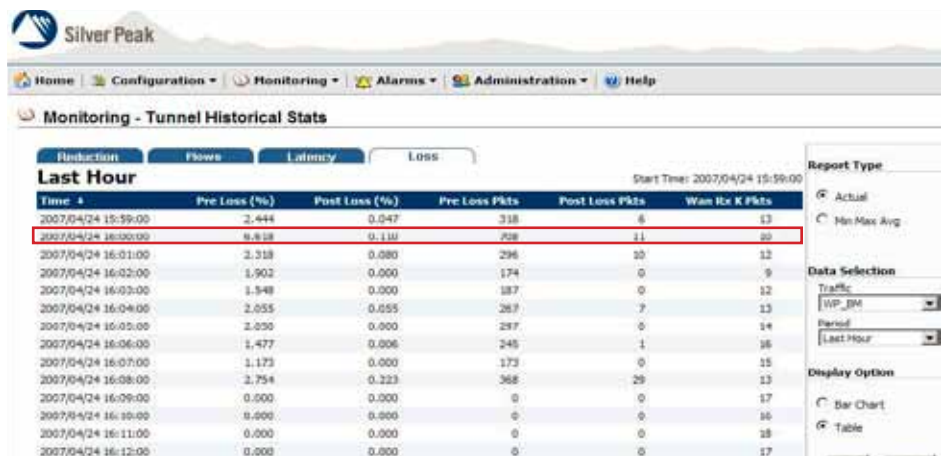 Silver Peak
Home Configuration Monitoring Alarms Administration Help
Monitoring - Tunnel Historical Stats
Reduction Flows Latency Loss
Last Hour Start Time: 2007/04/24 15:59:00
Time Pre Loss (%) Post Loss (%) Pre Loss Pkts Post Loss Pkts Wan Rx K Pkts
2007/04/24 15:59:00 2.444 0.047 318 6 13
2007/04/24 16:00:00 6.618 0.110 708 11 10
2007/04/24 16:01:00 2.318 0.080 296 10 12
2007/04/24 16:02:00 1.902 0.000 174 0 9
2007/04/24 16:03:00 1.548 0.000 187 0 12
2007/04/24 16:04:00 2.055 0.055 267 7 13
2007/04/24 16:05:00 2.050 0.000 297 0 14
2007/04/24 16:06:00 1.477 0.006 245 1 16
2007/04/24 16:07:00 1.173 0.000 173 0 15
2007/04/24 16:08:00 2.754 0.223 368 29 13
2007/04/24 16:09:00 0.000 0.000 0 0 17
2007/04/24 16:10:00 0.000 0.000 0 0 16
2007/04/24 16:11:00 0.000 0.000 0 0 18
2007/04/24 16:12:00 0.000 0.000 0 0 17
Report Type
Actual
Min Max Avg
Data Selection
Traffic
WP_BM
Period
Last Hour
Display Option
Bar Chart
Table